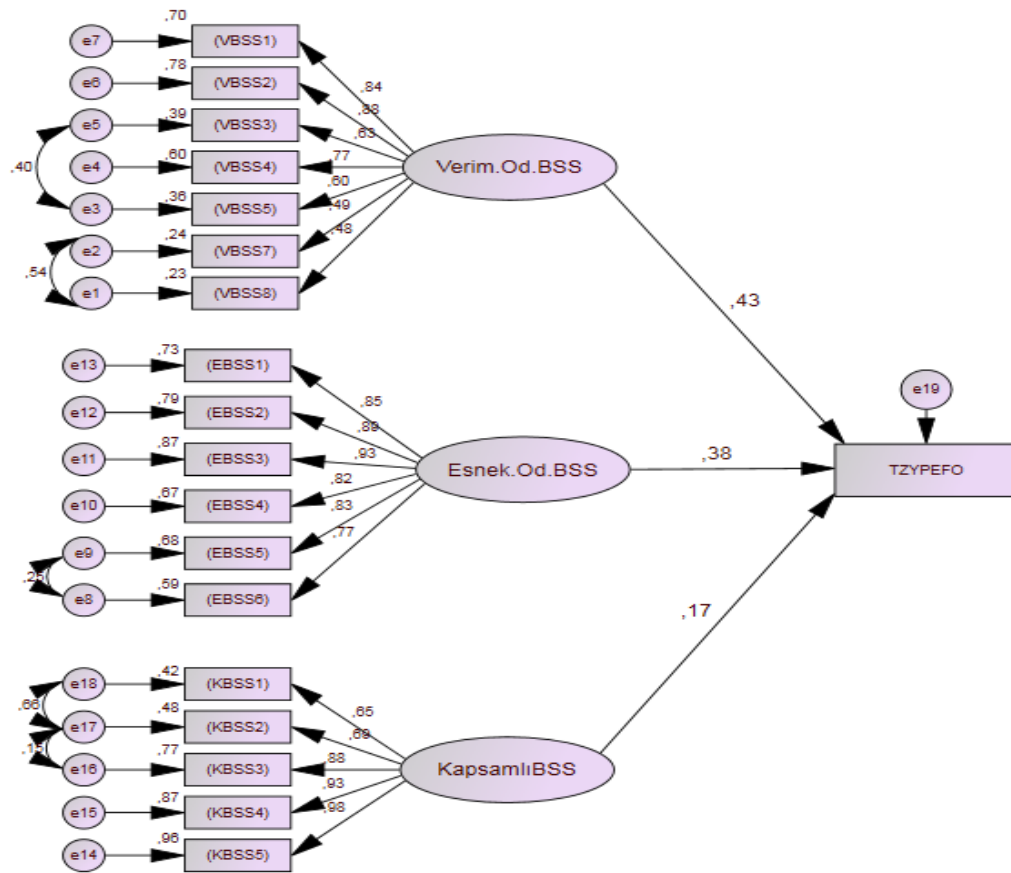 ,70
e7
(VBSS1)
,84
,78
e6
(VBSS2)
,88
,39
e5
(VBSS3)
,63
,40
,60
e4
(VBSS4)
,77
Verim.Od.BSS
,36
e3
(VBSS5)
,60
,24
e2
(VBSS7)
,49
,54
,23
e1
(VBSS8)
,48
,43
,73
e13
(EBSS1)
,85
,79
e12
(EBSS2)
,89
,87
e11
(EBSS3)
,93
Esnek.Od.BSS
,38
e19
TZYPEFO
,67
e10
(EBSS4)
,82
,68
e9
(EBSS5)
,83
,25
,59
e8
(EBSS6)
,77
,17
,42
e18
(KBSS1)
,65
,66
,48
e17
(KBSS2)
,69
,15
,77
e16
(KBSS3)
,88
KapsamlıBSS
,87
e15
(KBSS4)
,93
,96
e14
(KBSS5)
,98